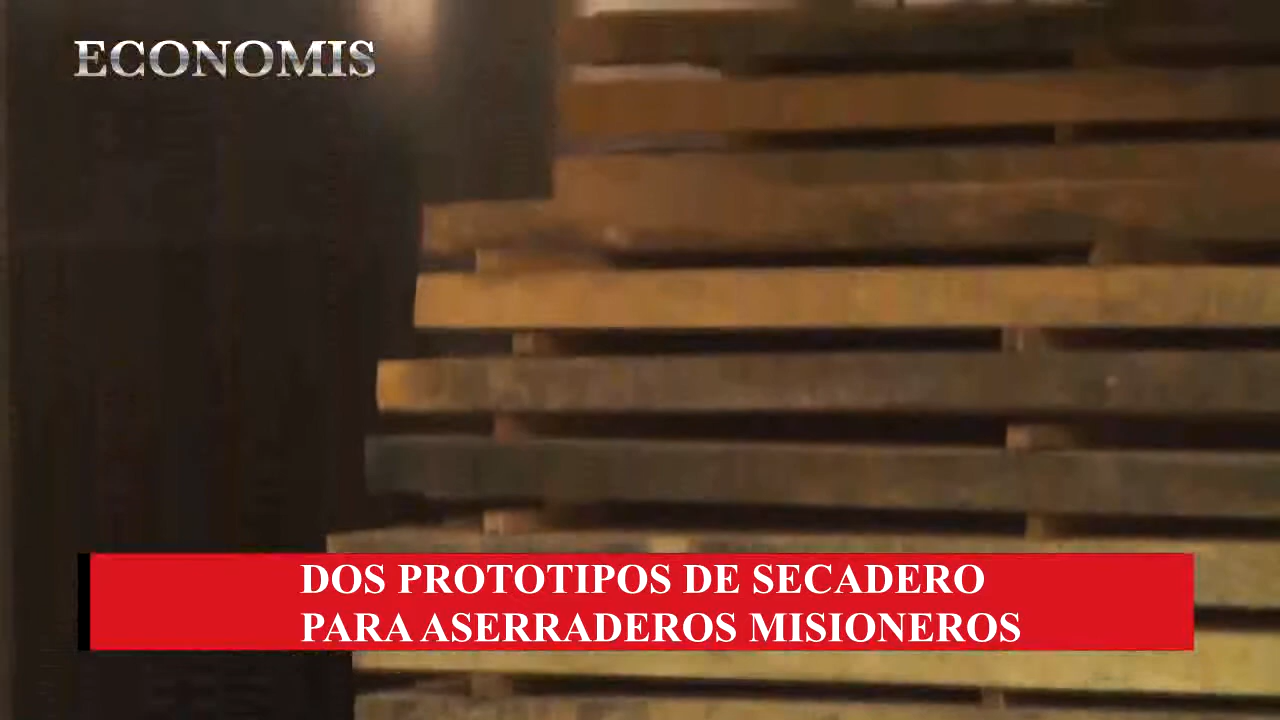 ECONOMIS
DOS PROTOTIPOS DE SECADERO
PARA ASERRADEROS MISIONEROS